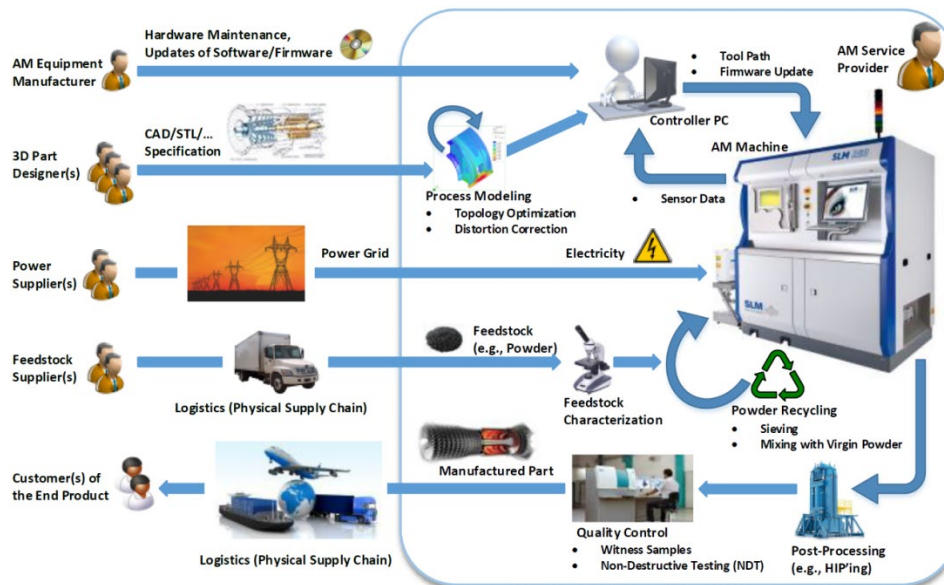 Hardware Maintenance,
Updates of Software/Firmware
AM Equipment
Manufacturer
• Tool Path
• Firmware Update
AM Service
Provider
Controller PC
CAD/STL/...
Specification
3D Part
Designer(s)
AM Machine
SLM
• Sensor Data
Process Modeling
• Topology Optimization
• Distortion Correction
Power
Supplier(s)
Power Grid
Electricity
SLM
Feedstock
Supplier(s)
Feedstock
(e.g., Powder)
Logistics (Physical Supply Chain)
Feedstock
Characterization
Powder Recycling
• Sieving
• Mixing with Virgin Powder
Customer(s) of
the End Product
Manufactured Part
Logistics (Physical Supply Chain)
Quality Control
• Witness Samples
• Non-Destructive Testing (NDT)
Post-Processing
(e.g., HIP'ing)